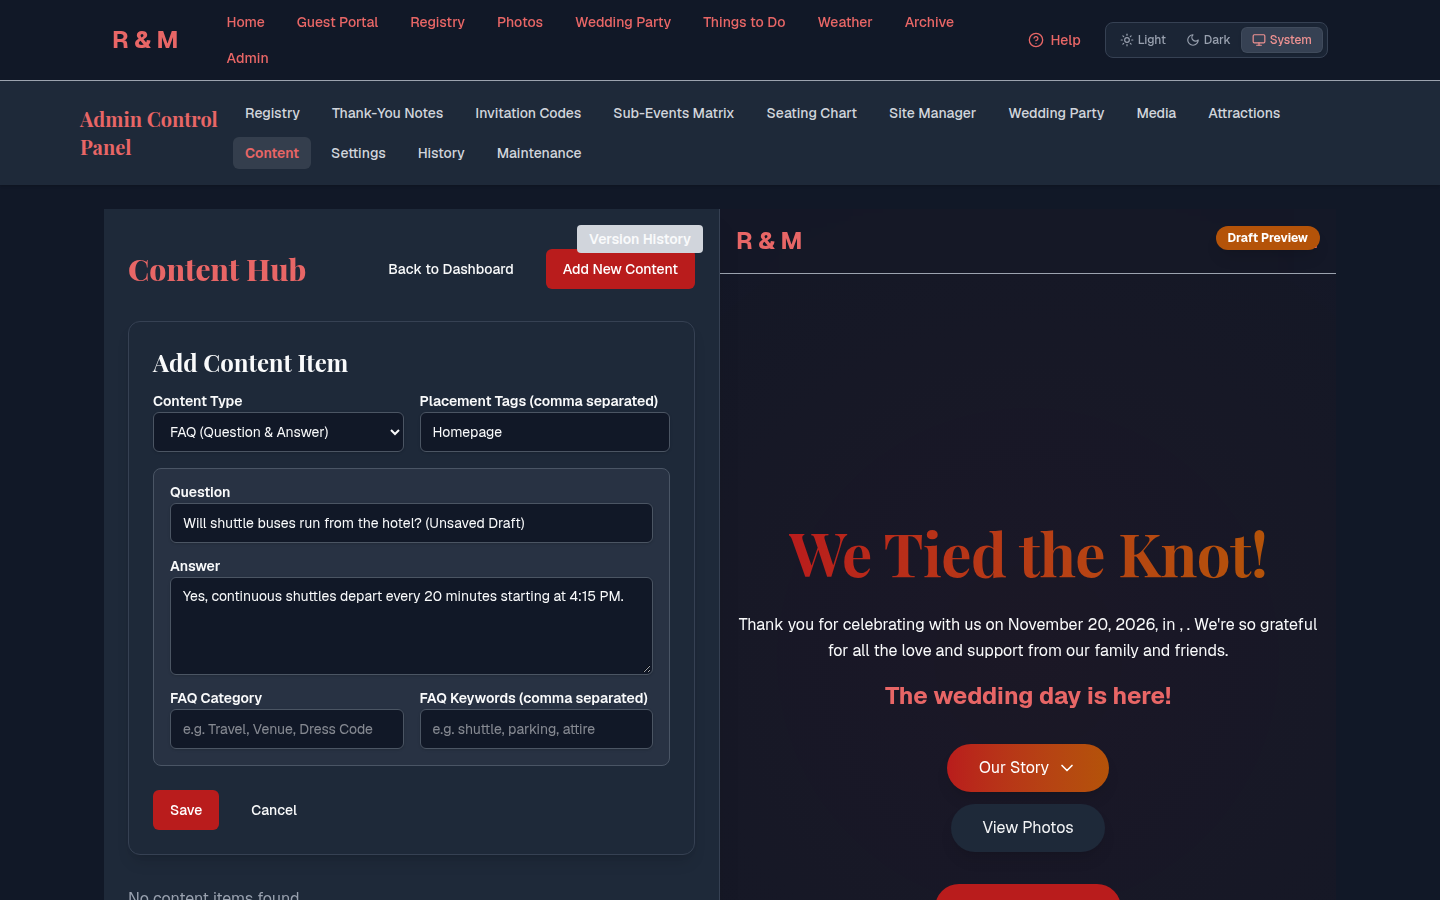 R & M
Home
Guest Portal
Registry
Photos
Wedding Party
Things to Do
Weather
Archive
Admin
Help
Light
Dark
System
Admin Control
Panel
Registry
Thank-You Notes
Invitation Codes
Sub-Events Matrix
Seating Chart
Site Manager
Wedding Party
Media
Attractions
Content
Settings
History
Maintenance
Version History
Content Hub
Back to Dashboard
Add New Content
Add Content Item
Content Type
Placement Tags (comma separated)
FAQ (Question & Answer)
Homepage
Question
Will shuttle buses run from the hotel? (Unsaved Draft)
Answer
Yes, continuous shuttles depart every 20 minutes starting at 4:15 PM.
FAQ Category
FAQ Keywords (comma separated)
e.g. Travel, Venue, Dress Code
e.g. shuttle, parking, attire
Save
Cancel
No content items found
R & M
Draft Preview
We Tied the Knot!
Thank you for celebrating with us on November 20, 2026, in , . We're so grateful
for all the love and support from our family and friends.
The wedding day is here!
Our Story
View Photos